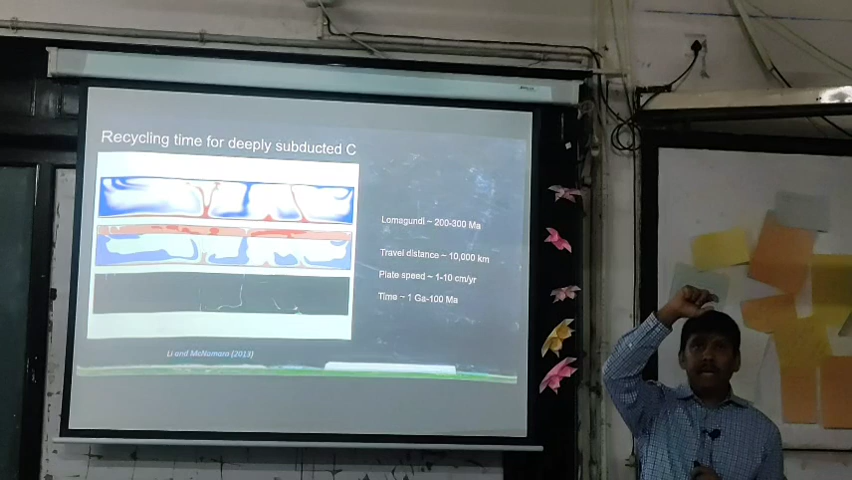 Recycling time for deeply subducted C
Lomagundi ~ 200-300 Ma
Travel distance ~ 10,000 km
Plate speed ~ 1-10 cm/yr
Time ~ 1 Ga-100 Ma
Li and McNamara (2013)